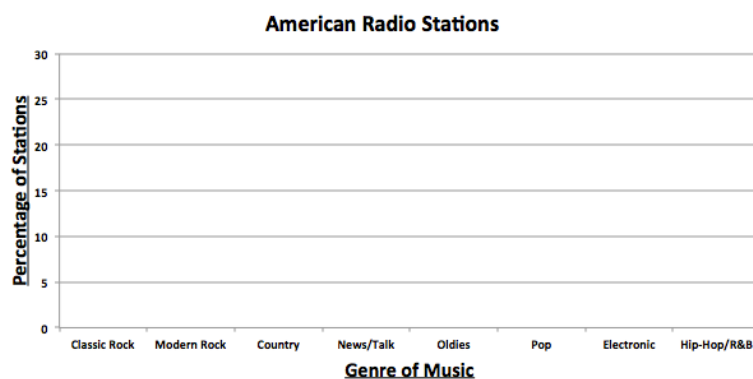 American Radio Stations
Percentage of Stations
30
25
20
15
10
5
0
Classic Rock Modern Rock Country News/Talk Oldies Pop Electronic Hip-Hop/R&B
Genre of Music